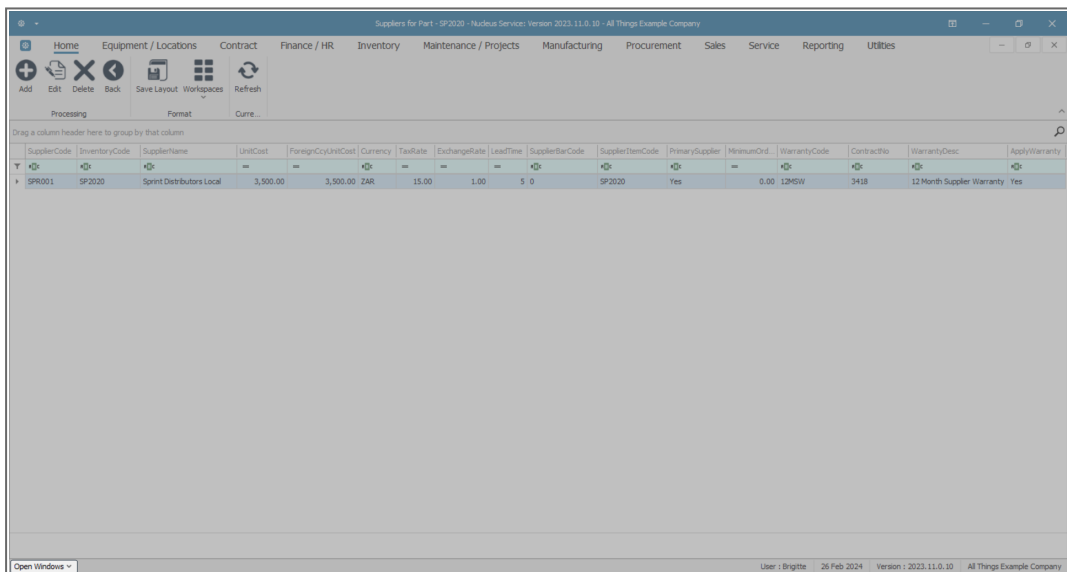 Suppliers for Part - SP2020 - Nucleus Service: Version 2023.11.0.10 - All Things Example Company
Home Equipment / Locations Contract Finance / HR Inventory Maintenance / Projects Manufacturing Procurement Sales Service Reporting Utilities
Add Edit Delete Back Save Layout Workspaces Refresh
Processing Format Curre...
Drag a column header here to group by that column
SupplierCode InventoryCode SupplierName UnitCost ForeignCcyUnitCost Currency TaxRate ExchangeRate LeadTime SupplierBarCode SupplierItemCode PrimarySupplier MinimumOrd... WarrantyCode ContractNo WarrantyDesc ApplyWarranty
SPR001 SP2020 Sprint Distributors Local 3,500.00 3,500.00 ZAR 15.00 1.00 5 0 SP2020 Yes 0.00 12MSW 3418 12 Month Supplier Warranty Yes
Open Windows User : Brigitte 26 Feb 2024 Version : 2023.11.0.10 All Things Example Company